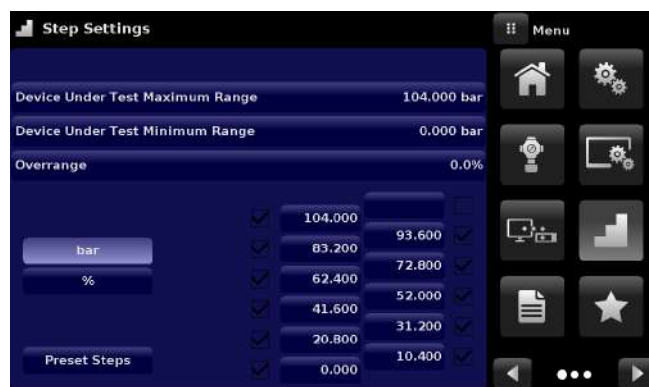 Step Settings
Menu
Device Under Test Maximum Range 104.000 bar
Device Under Test Minimum Range 0.000 bar
Overrange 0.0%
104.000
93.600
bar
83.200
72.800
%
62.400
52.000
41.600
31.200
20.800
Preset Steps
10.400
0.000